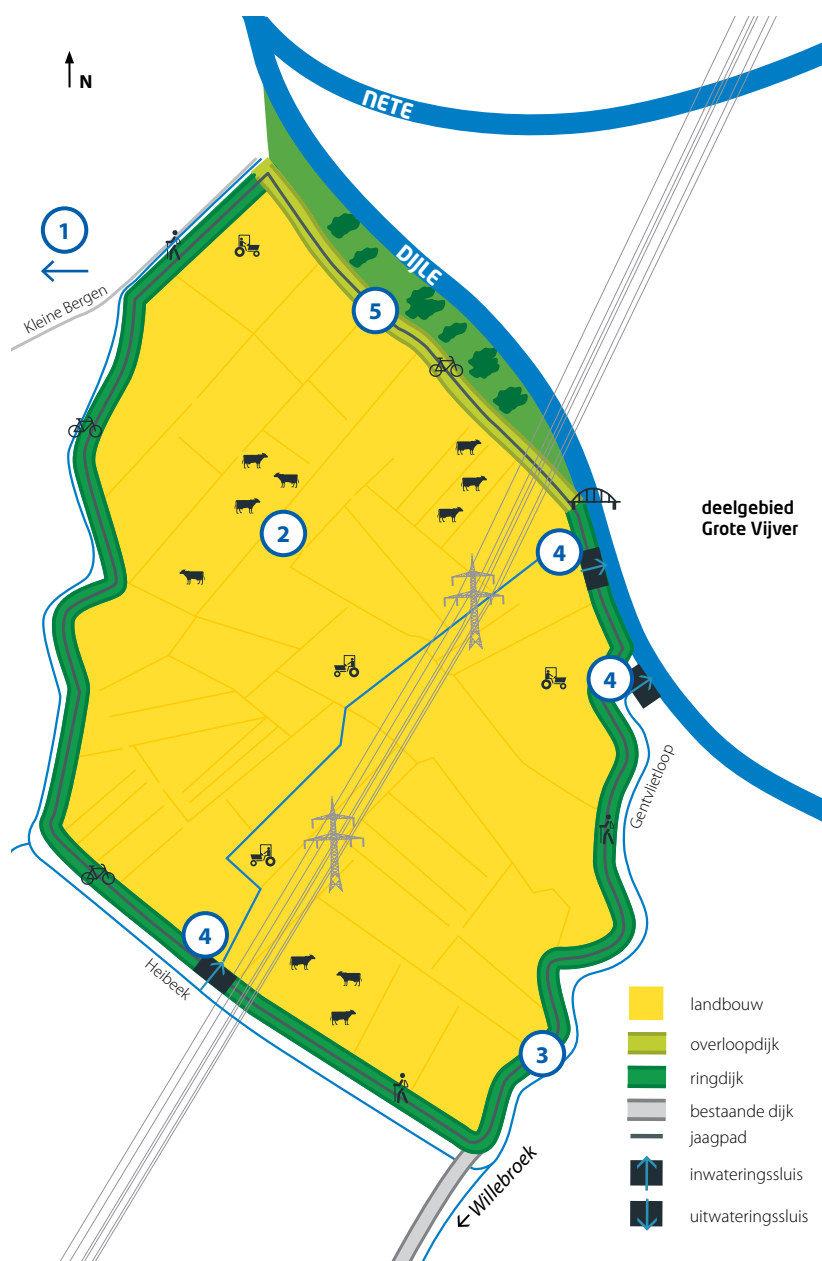 N
NETE
1
DIJLE
Kleine Bergen
5
deelgebied
Grote Vijver
2
4
4
Gentvlietloop
4
Heibeek
3
landbouw
overloopdijk
ringdijk
bestaande dijk
jaagpad
inwateringssluis
uitwateringssluis
←Willebroek